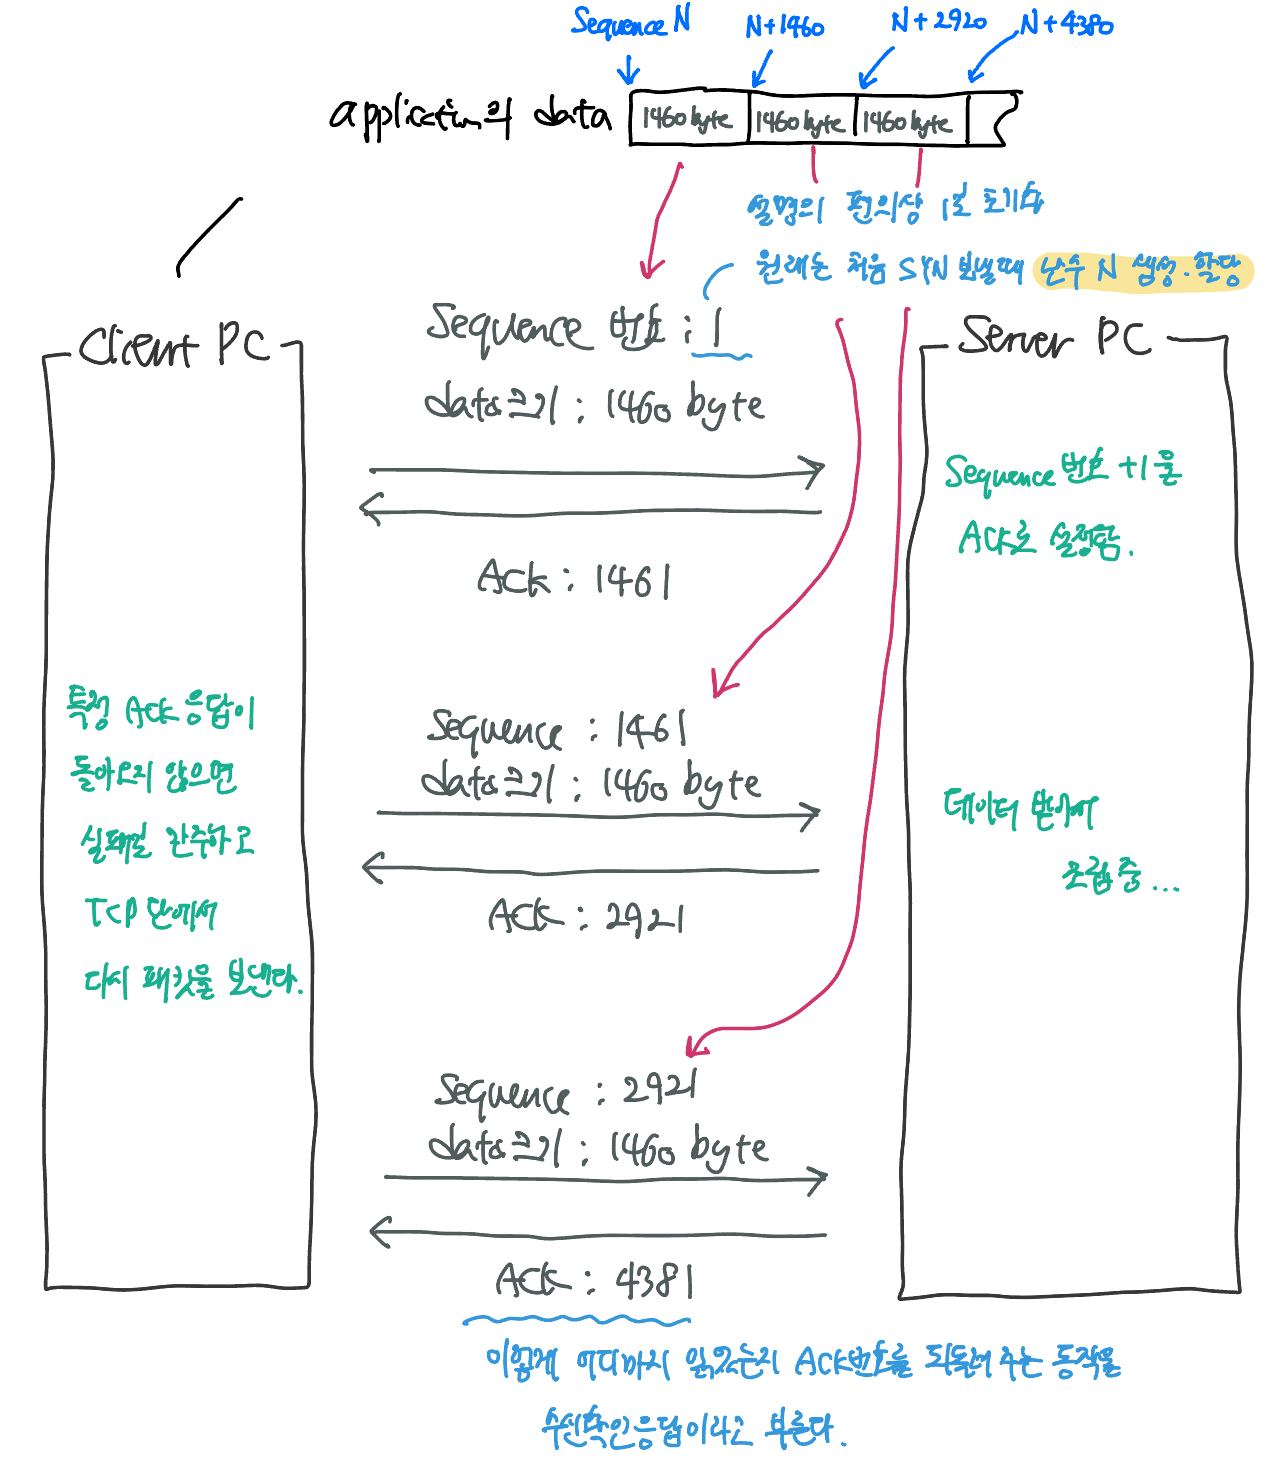 Sequence N
N+1460
N+2920
N+4380
application의 data
1460 byte
1460 byte
1460 byte
설명의 편의상 1로 초기화
원래는 처음 SYN 보낼때 난수 N 생성.할당
Client PC
Sequence 번호 : 1
Server PC
data크기 : 1460 byte
Sequence 번호 +1을
ACK로 설정함.
Ack : 1461
특정 ACK 응답이
돌아오지 않으면
실패로 간주하고
TCP 단에서
다시 패킷을 보낸다.
Sequence : 1461
data크기 : 1460 byte
데이터 받아서
조립 중...
ACK : 2921
Sequence : 2921
data크기 : 1460 byte
ACK : 4381
이렇게 어디까지 읽었는지 ACK번호를 되돌려 주는 동작을
수신확인응답이라고 부른다.